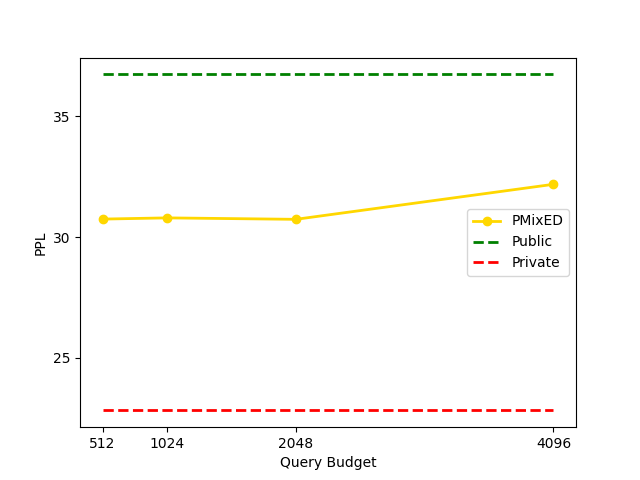 35
30
25
PPL
PMixED
Public
Private
512 1024 2048 4096
Query Budget